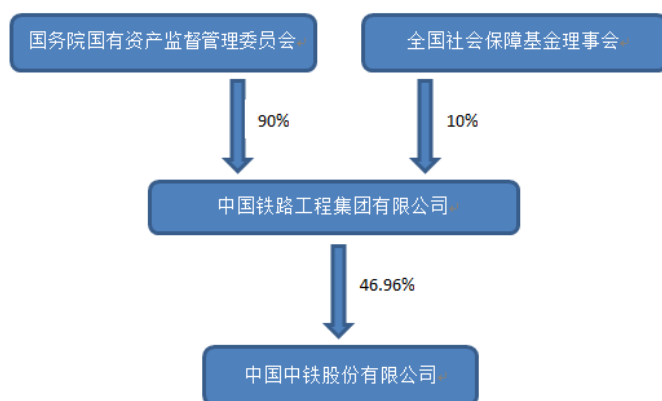 国务院国有资产监督管理委员会
全国社会保障基金理事会
90%
10%
中国铁路工程集团有限公司
46.96%
中国中铁股份有限公司